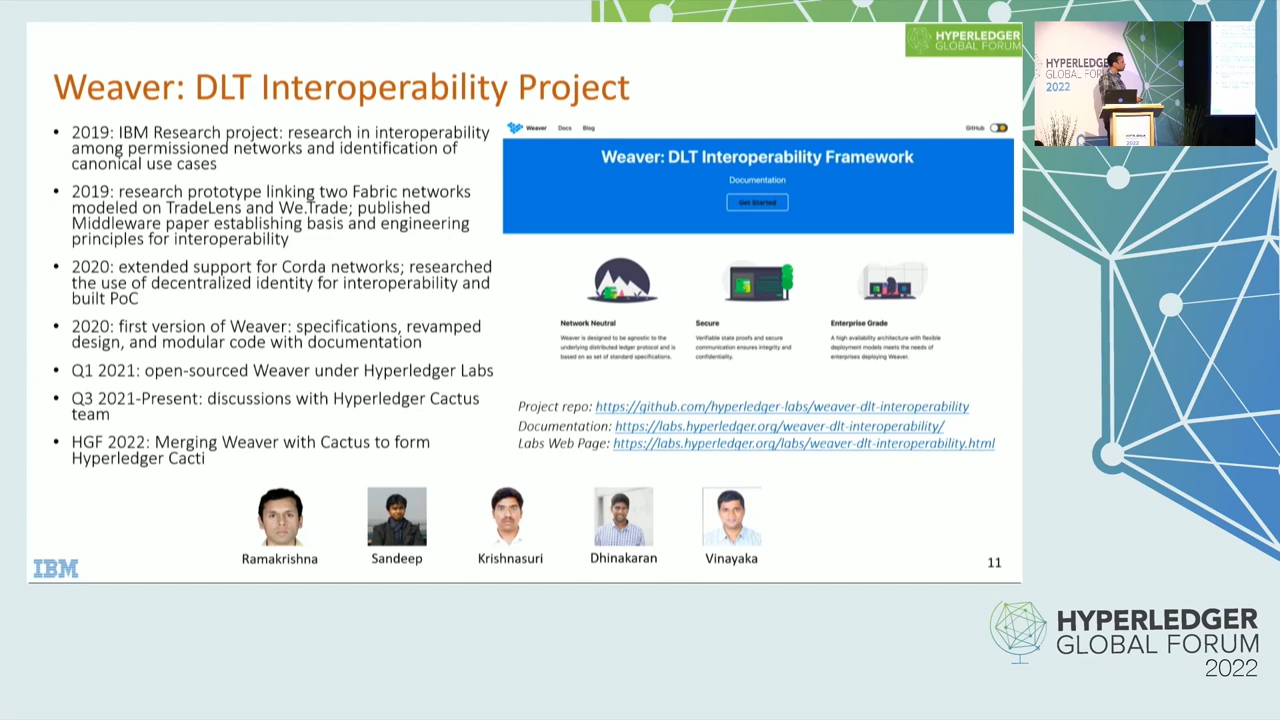 HYPERLEDGER
GLOBAL FORUM
Weaver: DLT Interoperability Project
• 2019: IBM Research project: research in interoperability
among permissioned networks and identification of
canonical use cases
• 2019: research prototype linking two Fabric networks
modeled on TradeLens and We.Trade; published
Middleware paper establishing basis and engineering
principles for interoperability
• 2020: extended support for Corda networks; researched
the use of decentralized identity for interoperability and
built PoC
• 2020: first version of Weaver: specifications, revamped
design, and modular code with documentation
• Q1 2021: open-sourced Weaver under Hyperledger Labs
• Q3 2021-Present: discussions with Hyperledger Cactus
team
• HGF 2022: Merging Weaver with Cactus to form
Hyperledger Cacti
Weaver Docs Blog GitHub
Weaver: DLT Interoperability Framework
Documentation
Get Started
Network Neutral
Weaver is designed to be agnostic to the
underlying distributed ledger protocol and is
based on as set of standard specifications.
Secure
Verifiable state proofs and secure
communication ensures integrity and
confidentiality.
Enterprise Grade
A high availability architecture with flexible
deployment models meets the needs of
enterprises deploying Weaver.
Project repo: https://github.com/hyperledger-labs/weaver-dlt-interoperability
Documentation: https://labs.hyperledger.org/weaver-dlt-interoperability/
Labs Web Page: https://labs.hyperledger.org/labs/weaver-dlt-interoperability.html
Ramakrishna Sandeep Krishnasuri Dhinakaran Vinayaka
IBM
11
HYPERLEDGER
GLOBAL FORUM
2022
HYPERLEDGER
GLOBAL FORUM
2022